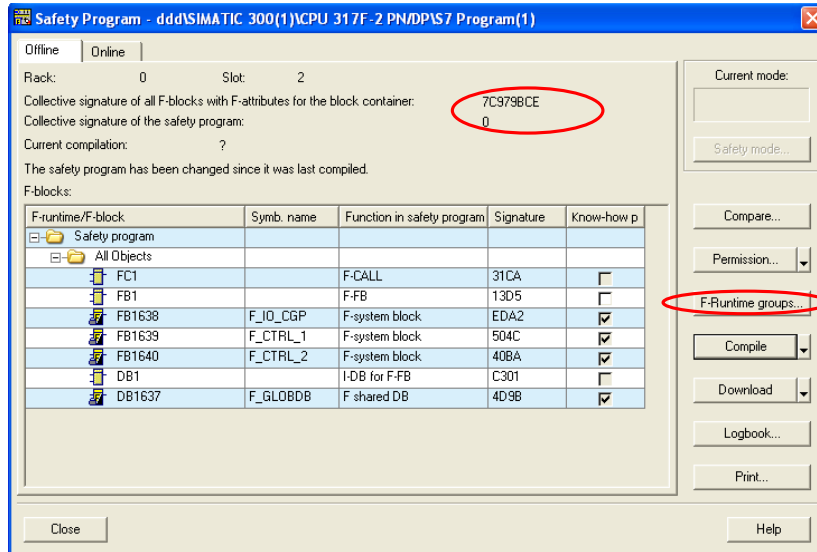 Safety Program - ddd\SIMATIC 300(1)\CPU 317F-2 PN/DP\S7 Program(1)
Offline Online
Rack: 0 Slot: 2
Collective signature of all F-blocks with F-attributes for the block container: 7C979BCE
Collective signature of the safety program: 0
Current compilation: ?
The safety program has been changed since it was last compiled.
F-blocks:
F-runtime/F-block Symb. name Function in safety program Signature Know-how p
Safety program
All Objects
FC1 F-CALL 31CA
FB1 F-FB 13D5
FB1638 F_IO_CGP F-system block EDA2
FB1639 F_CTRL_1 F-system block 504C
FB1640 F_CTRL_2 F-system block 40BA
DB1 I-DB for F-FB C301
DB1637 F_GLOBDB F shared DB 4D9B
Current mode:
Safety mode...
Compare...
Permission...
F-Runtime groups...
Compile
Download
Logbook...
Print...
Close Help